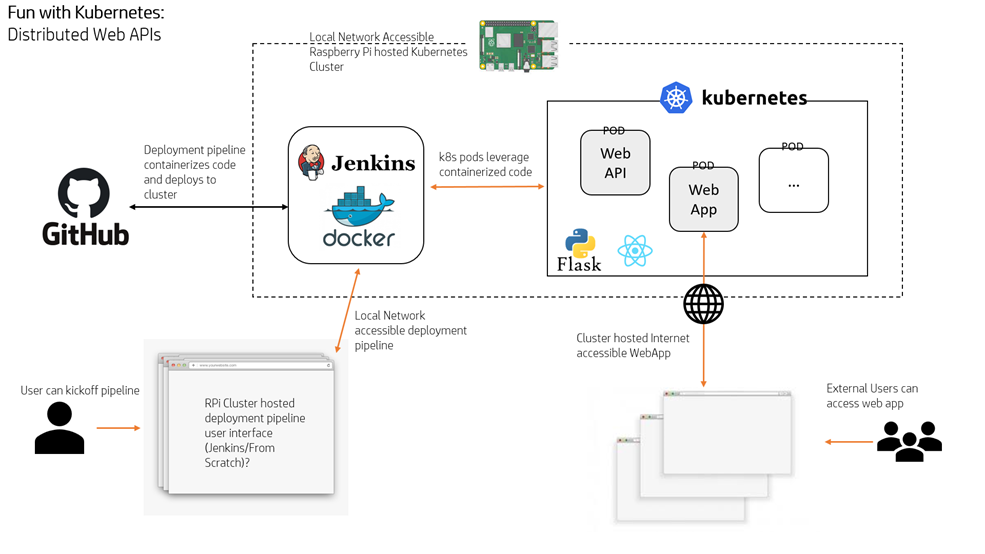 Fun with Kubernetes:
Distributed Web APIs
Local Network Accessible
Raspberry Pi hosted Kubernetes
Cluster
kubernetes
Deployment pipeline
containerizes code
and deploys to
cluster
GitHub
Jenkins
docker
k8s pods leverage
containerized code
POD
Web
API
POD
Web
App
POD
...
Flask
Local Network
accessible deployment
pipeline
Cluster hosted Internet
accessible WebApp
User can kickoff pipeline
RPi Cluster hosted
deployment pipeline
user interface
(Jenkins/From
Scratch)?
External Users can
access web app